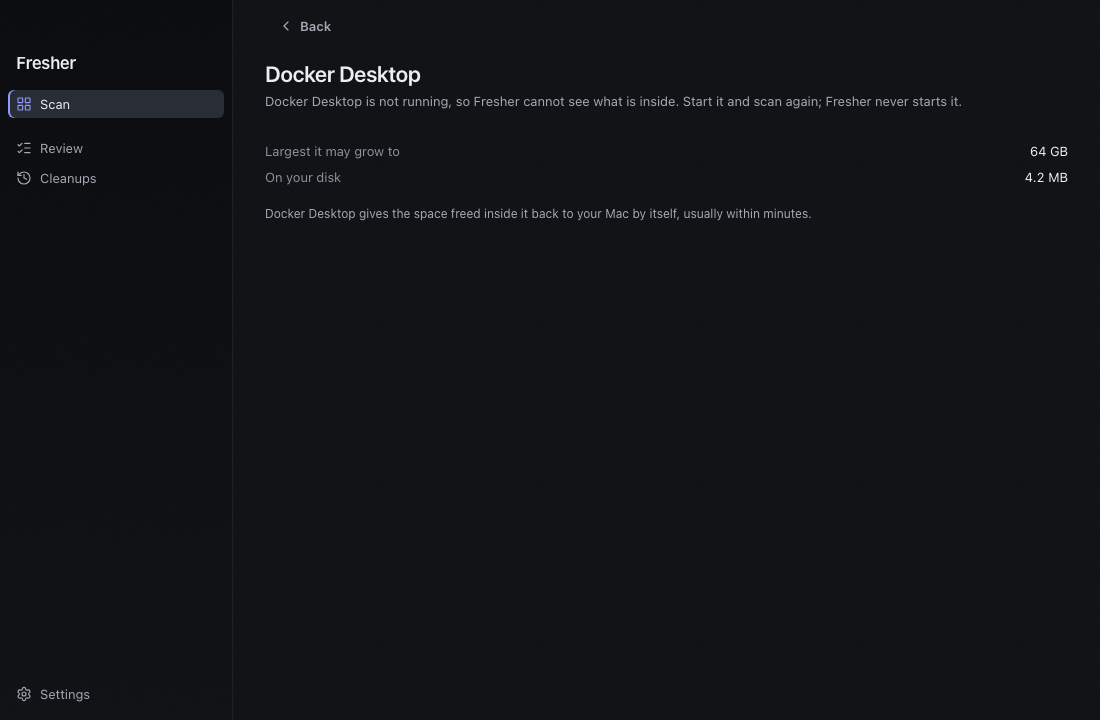 Back
Fresher
Scan
Review
Cleanups
Settings
Docker Desktop
Docker Desktop is not running, so Fresher cannot see what is inside. Start it and scan again; Fresher never starts it.
Largest it may grow to 64 GB
On your disk 4.2 MB
Docker Desktop gives the space freed inside it back to your Mac by itself, usually within minutes.